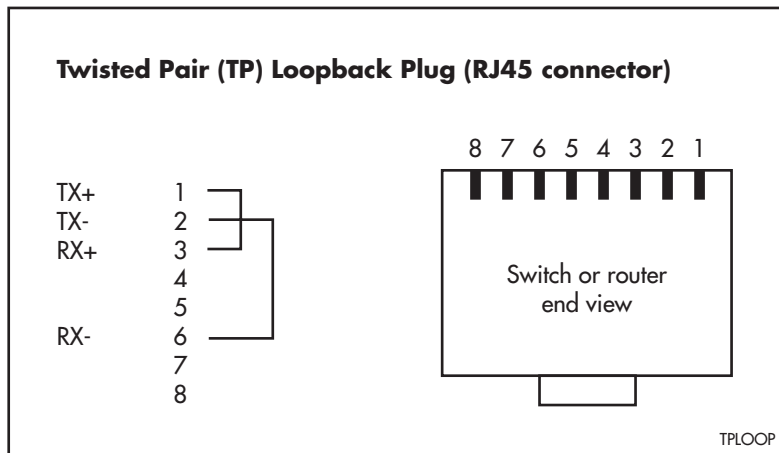 Twisted Pair (TP) Loopback Plug (RJ45 connector)
TX+ 1
TX- 2
RX+ 3
4
5
RX- 6
7
8
8 7 6 5 4 3 2 1
Switch or router
end view
TPLOOP